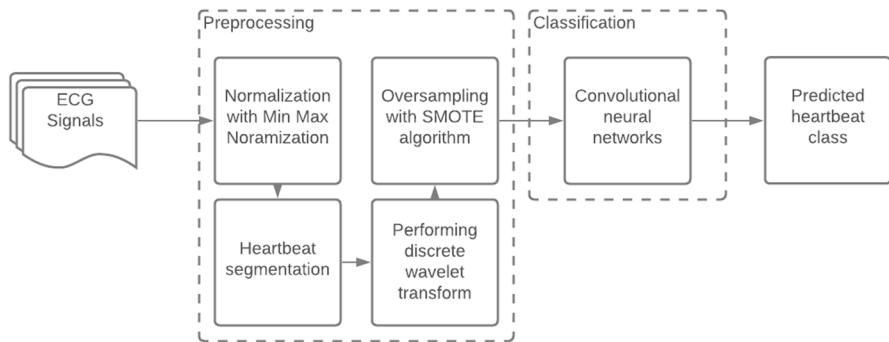 Preprocessing
Classification
ECG
Signals
Normalization
with Min Max
Noramization
Oversampling
with SMOTE
algorithm
Convolutional
neural
networks
Predicted
heartbeat
class
Heartbeat
segmentation
Performing
discrete
wavelet
transform